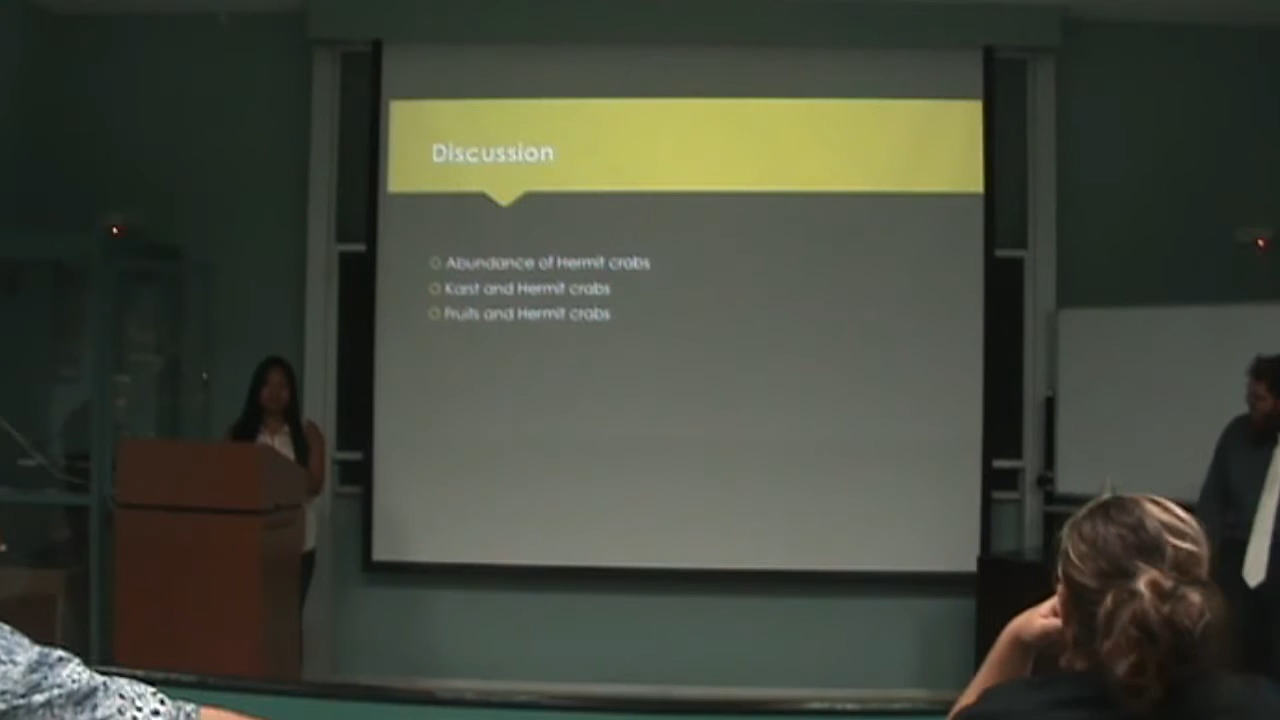 Discussion
Abundance of Hermit crabs
Karst and Hermit crabs
Fruits and Hermit crabs